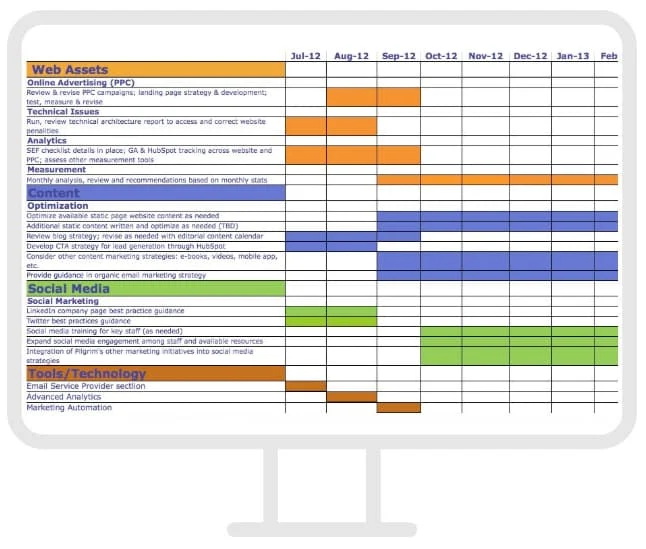 Jul-12 Aug-12 Sep-12 Oct-12 Nov-12 Dec-12 Jan-13 Feb
Web Assets
Online Advertising (PPC)
Review & revise PPC campaigns; landing page strategy & development;
test, measure & revise
Technical Issues
Run, review technical architecture report to access and correct website
penalities
Analytics
SEF checklist details in place; GA & HubSpot tracking across website and
PPC; assess other measurement tools
Measurement
Monthly analysis, review and recommendations based on monthly stats
Content
Optimization
Optimize available static page website content as needed
Additional static content written and optimize as needed (TBD)
Review blog strategy; revise as needed with editorial content calendar
Develop CTA strategy for lead generation through HubSpot
Consider other content marketing strategies: e-books, videos, mobile app,
etc.
Provide guidance in organic email marketing strategy
Social Media
Social Marketing
LinkedIn company page best practice guidance
Twitter best practices guidance
Social media training for key staff (as needed)
Expand social media engagement among staff and available resources
Integration of Pilgrim's other marketing initiatives into social media
strategies
Tools/Technology
Email Service Provider sectlion
Advanced Analytics
Marketing Automation